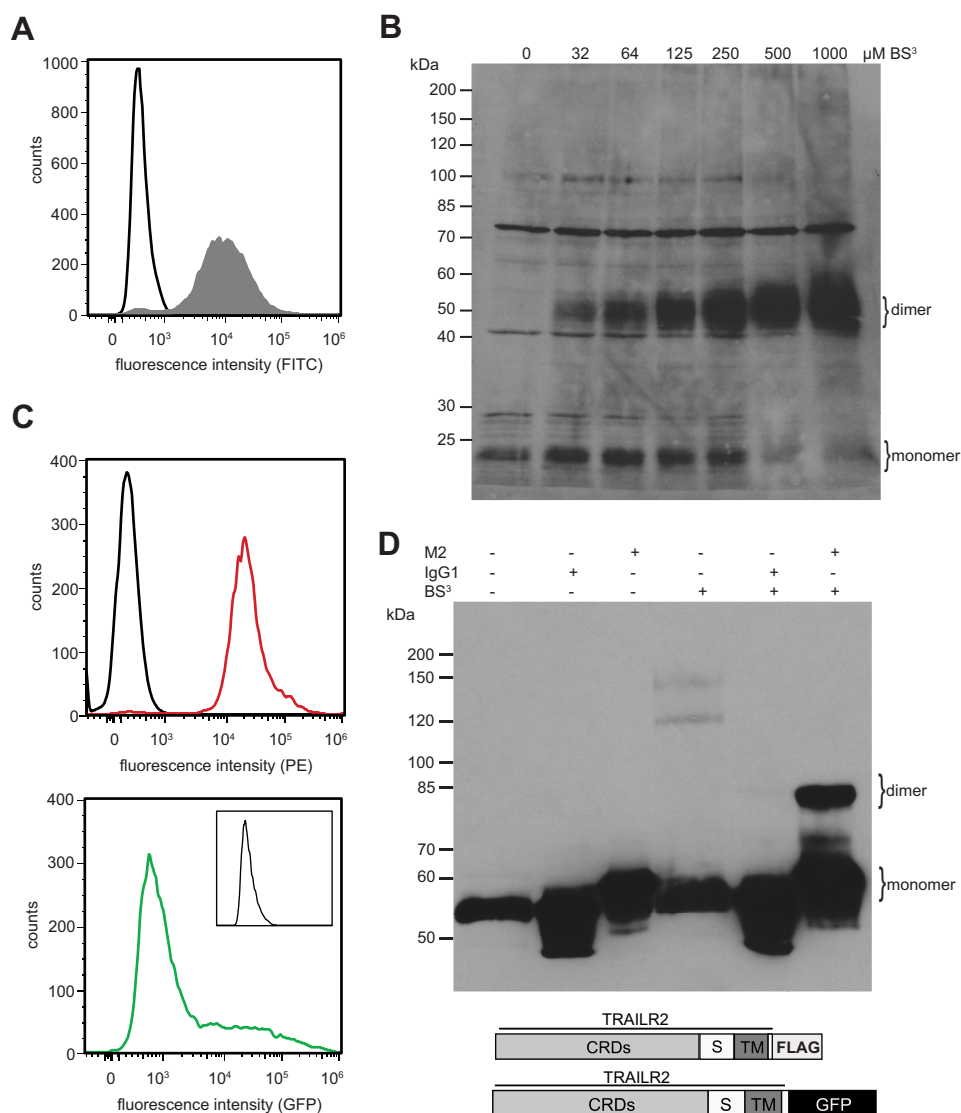 A
1000
800
600
400
200
0
counts
0 10³ 10⁴ 10⁵ 10⁶
fluorescence intensity (FITC)
B
0 32 64 125 250 500 1000 µM BS³
kDa
200
150
100
85
70
60
50
40
30
25
dimer
monomer
C
400
300
200
100
0
counts
0 10³ 10⁴ 10⁵ 10⁶
fluorescence intensity (PE)
400
300
200
100
0
counts
0 10³ 10⁴ 10⁵ 10⁶
fluorescence intensity (GFP)
D
M2 - - + - - +
IgG1 - + - - + -
BS³ - - - + + +
kDa
200
150
120
100
85
70
60
50
dimer
monomer
TRAILR2
CRDs S TM FLAG
TRAILR2
CRDs S TM GFP